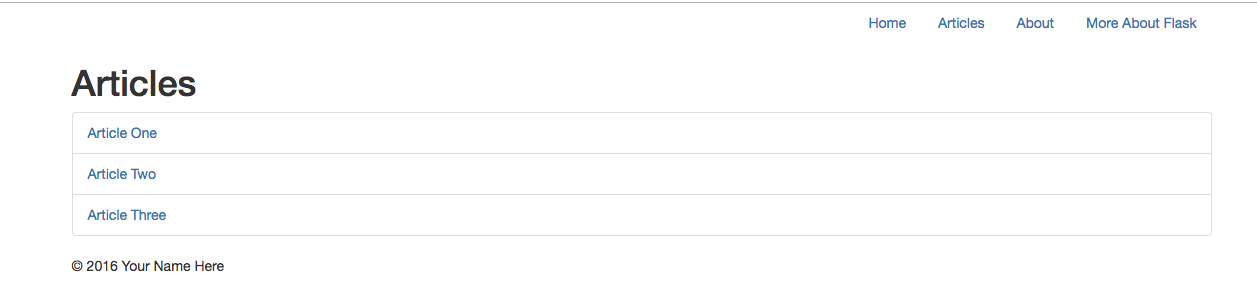 Home Articles About More About Flask
Articles
Article One
Article Two
Article Three
© 2016 Your Name Here